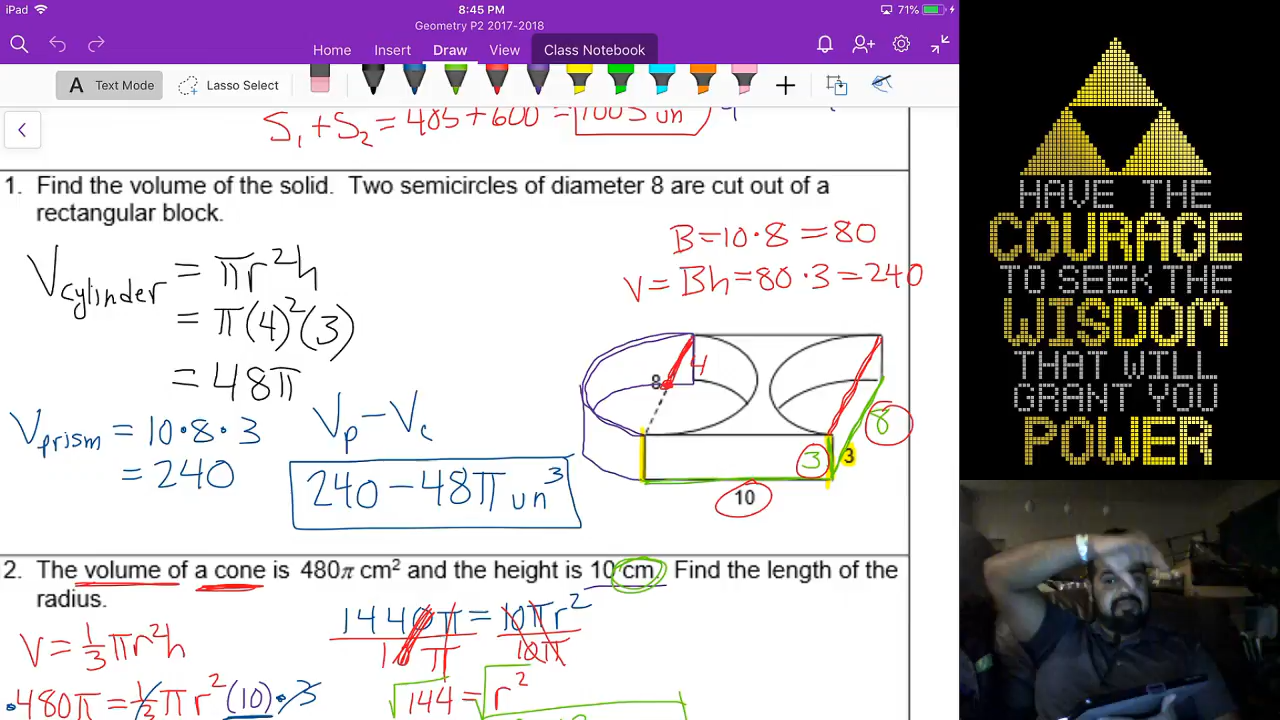 iPad
8:45 PM
71%
Geometry P2 2017-2018
Home Insert Draw View Class Notebook
A Text Mode Lasso Select
S₁ + S₂ = 405 + 600 = 1005 un
1. Find the volume of the solid. Two semicircles of diameter 8 are cut out of a
rectangular block.
B = 10·8 = 80
V = Bh = 80·3 = 240
Vcylinder = πr²h
= π(4)²(3)
= 48π
Vprism = 10·8·3
= 240
Vp - Vc
240 - 48π un³
8 4
8
3 3
10
2. The volume of a cone is 480π cm² and the height is 10 cm. Find the length of the
radius.
V = 1/3 πr²h
·480π = 1/3 πr²(10)·3
1440π = 10πr²
10π 10π
√144 = √r²
HAVE THE
COURAGE
TO SEEK THE
WISDOM
THAT WILL
GRANT YOU
POWER